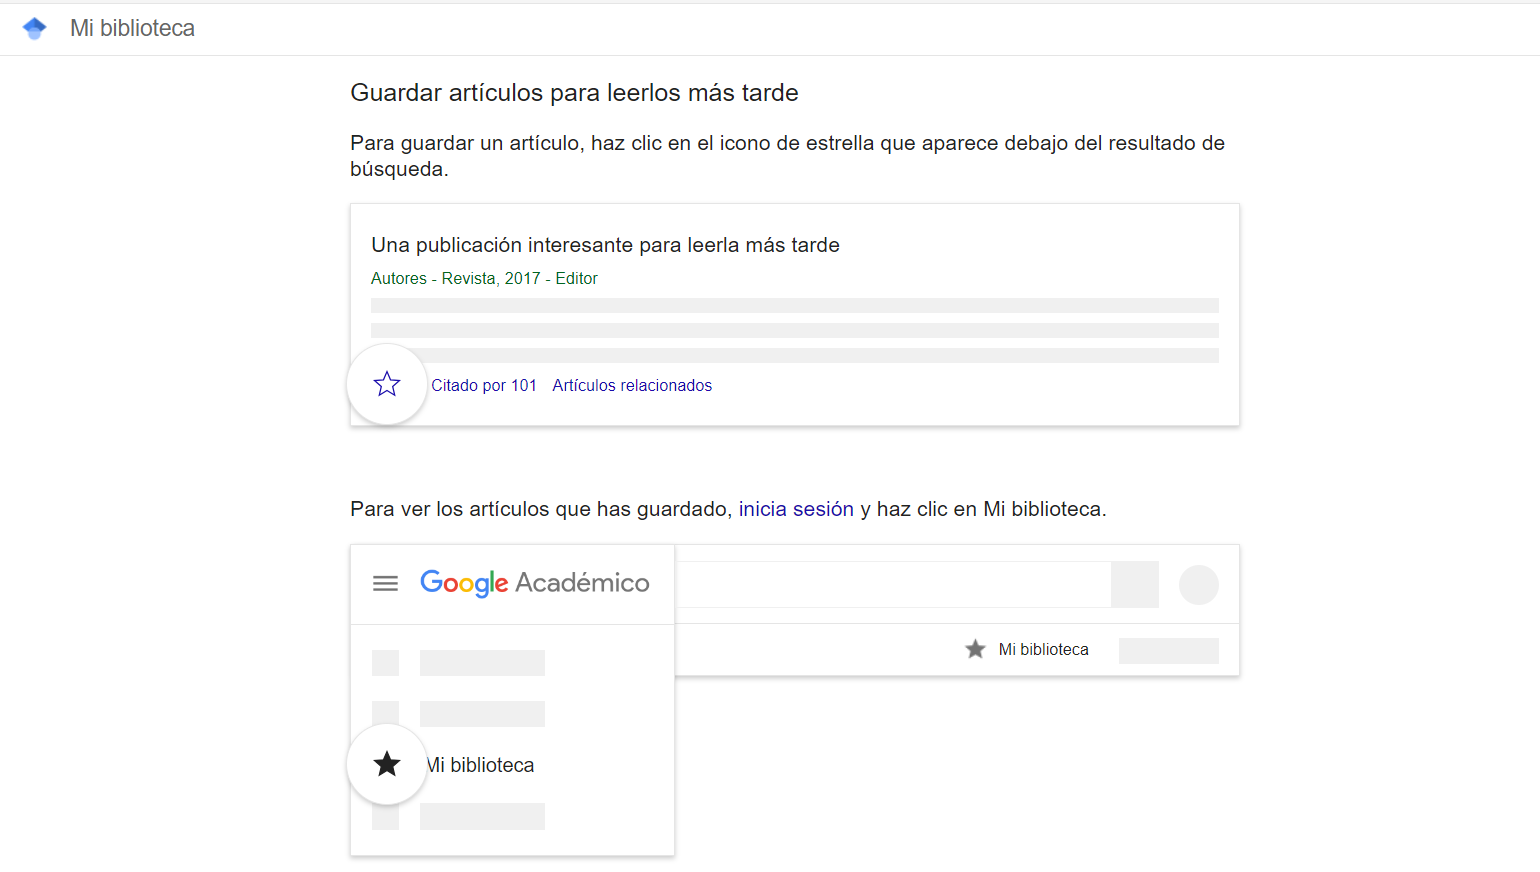 Mi biblioteca
Guardar artículos para leerlos más tarde
Para guardar un artículo, haz clic en el icono de estrella que aparece debajo del resultado de
búsqueda.
Una publicación interesante para leerla más tarde
Autores - Revista, 2017 - Editor
Citado por 101 Artículos relacionados
Para ver los artículos que has guardado, inicia sesión y haz clic en Mi biblioteca.
Google Académico
Mi biblioteca
Mi biblioteca